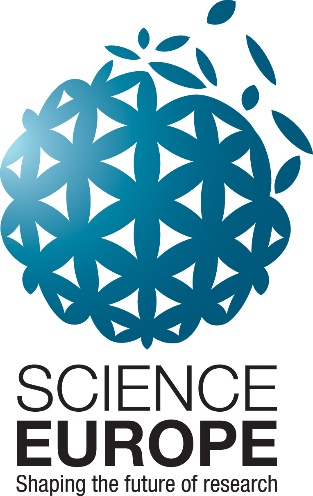 SCIENCE
EUROPE
Shaping the future of research